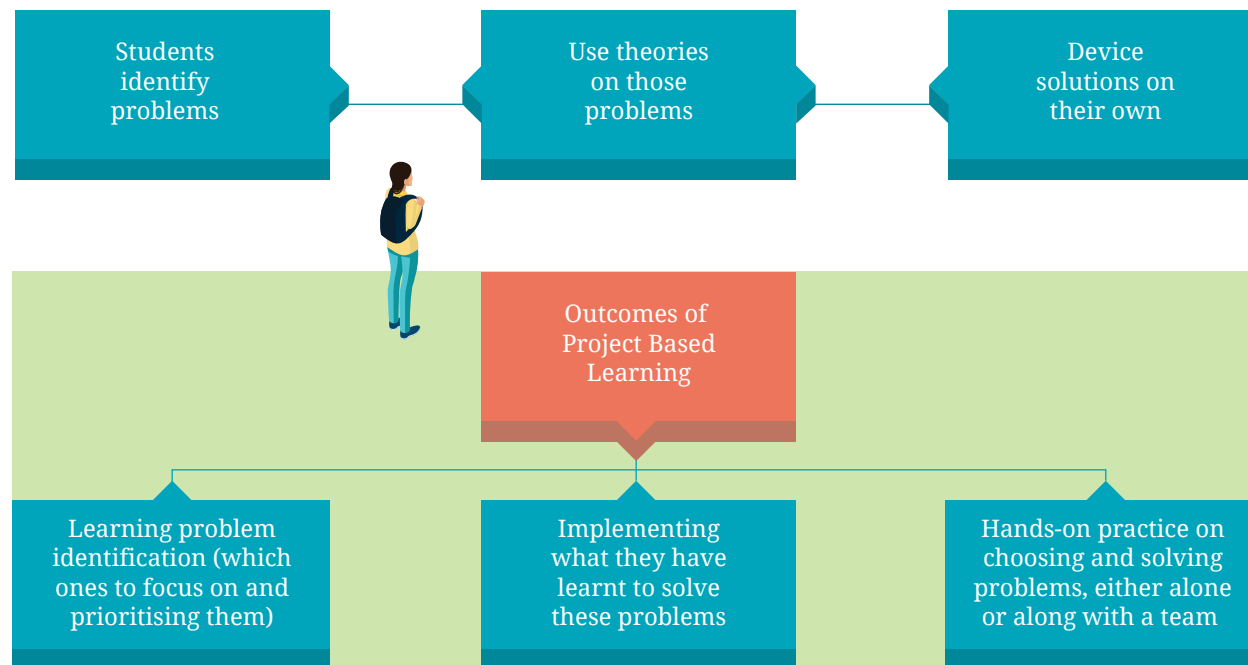 Students
identify
problems
Use theories
on those
problems
Device
solutions on
their own
Outcomes of
Project Based
Learning
Learning problem
identification (which
ones to focus on and
prioritising them)
Implementing
what they have
learnt to solve
these problems
Hands-on practice on
choosing and solving
problems, either alone
or along with a team